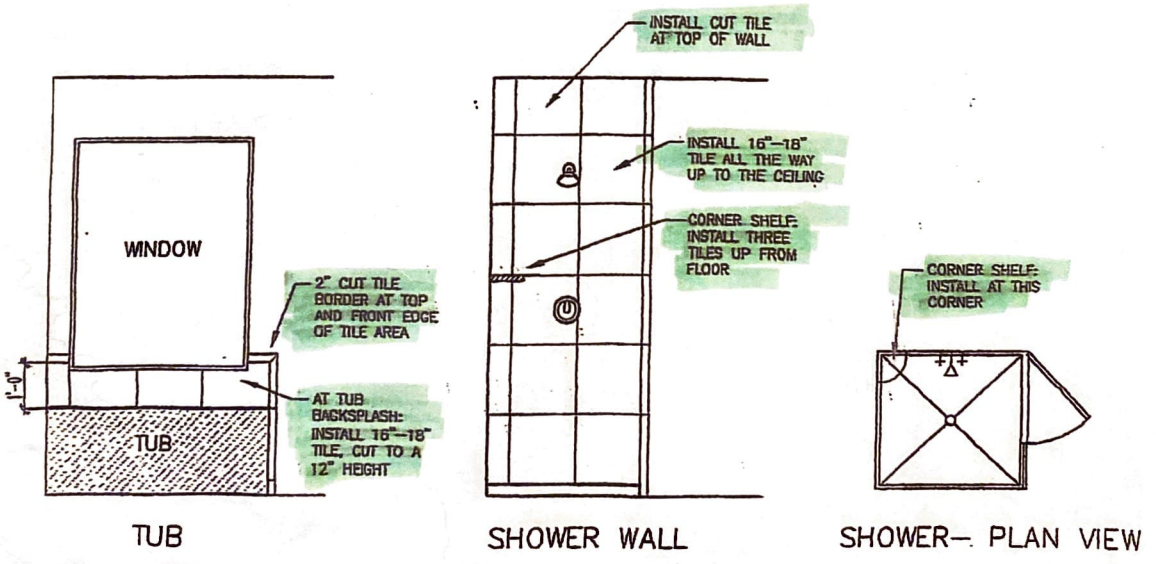 INSTALL CUT TILE
AT TOP OF WALL
INSTALL 16"-18"
TILE ALL THE WAY
UP TO THE CEILING
CORNER SHELF:
INSTALL THREE
TILES UP FROM
FLOOR
WINDOW
2" CUT TILE
BORDER AT TOP
AND FRONT EDGE
OF TILE AREA
1'-0"
AT TUB
BACKSPLASH:
INSTALL 16"-18"
TILE, CUT TO A
12" HEIGHT
TUB
CORNER SHELF:
INSTALL AT THIS
CORNER
TUB
SHOWER WALL
SHOWER- PLAN VIEW